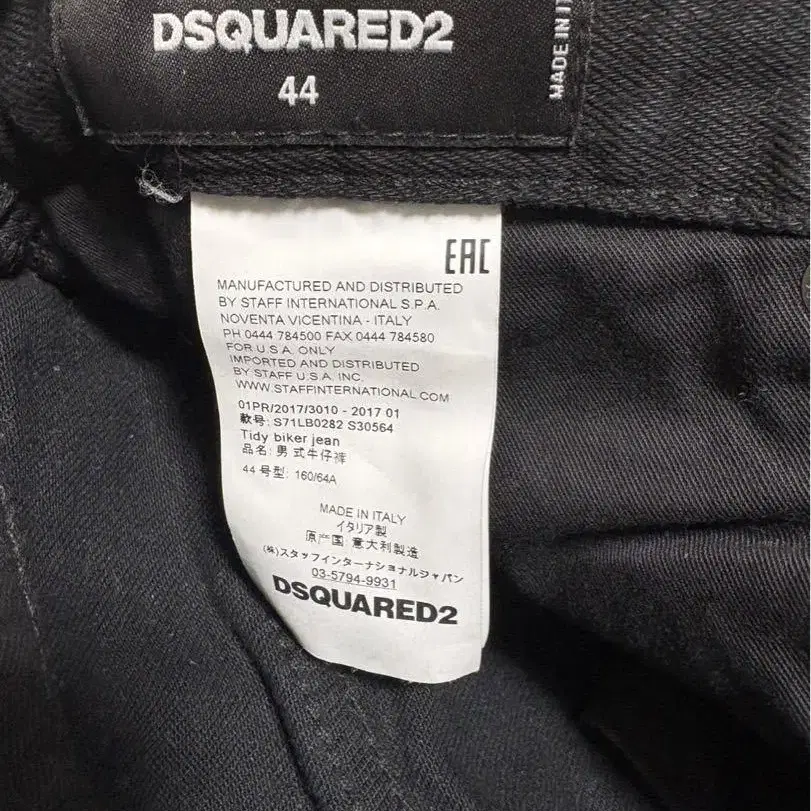 DSQUARED2
44
MADE IN IT
EAC
MANUFACTURED AND DISTRIBUTED
BY STAFF INTERNATIONAL S.P.A.
NOVENTA VICENTINA - ITALY
PH 0444 784500 FAX 0444 784580
FOR U.S.A. ONLY
IMPORTED AND DISTRIBUTED
BY STAFF U.S.A. INC.
WWW.STAFFINTERNATIONAL.COM
01PR/2017/3010 - 2017 01
款号: S71LB0282 S30564
Tidy biker jean
品名: 男式牛仔裤
44 号型: 160/64A
MADE IN ITALY
イタリア製
原产国 意大利製造
(株)スタッフインターナショナルジャパン
03-5794-9931
DSQUARED2